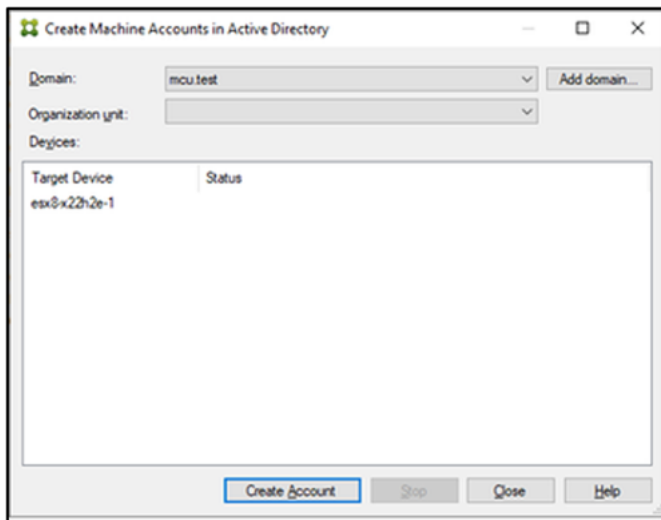 Create Machine Accounts in Active Directory
Domain: mcu.test Add domain...
Organization unit:
Devices:
Target Device Status
esx8-x22h2e-1
Create Account Stop Close Help